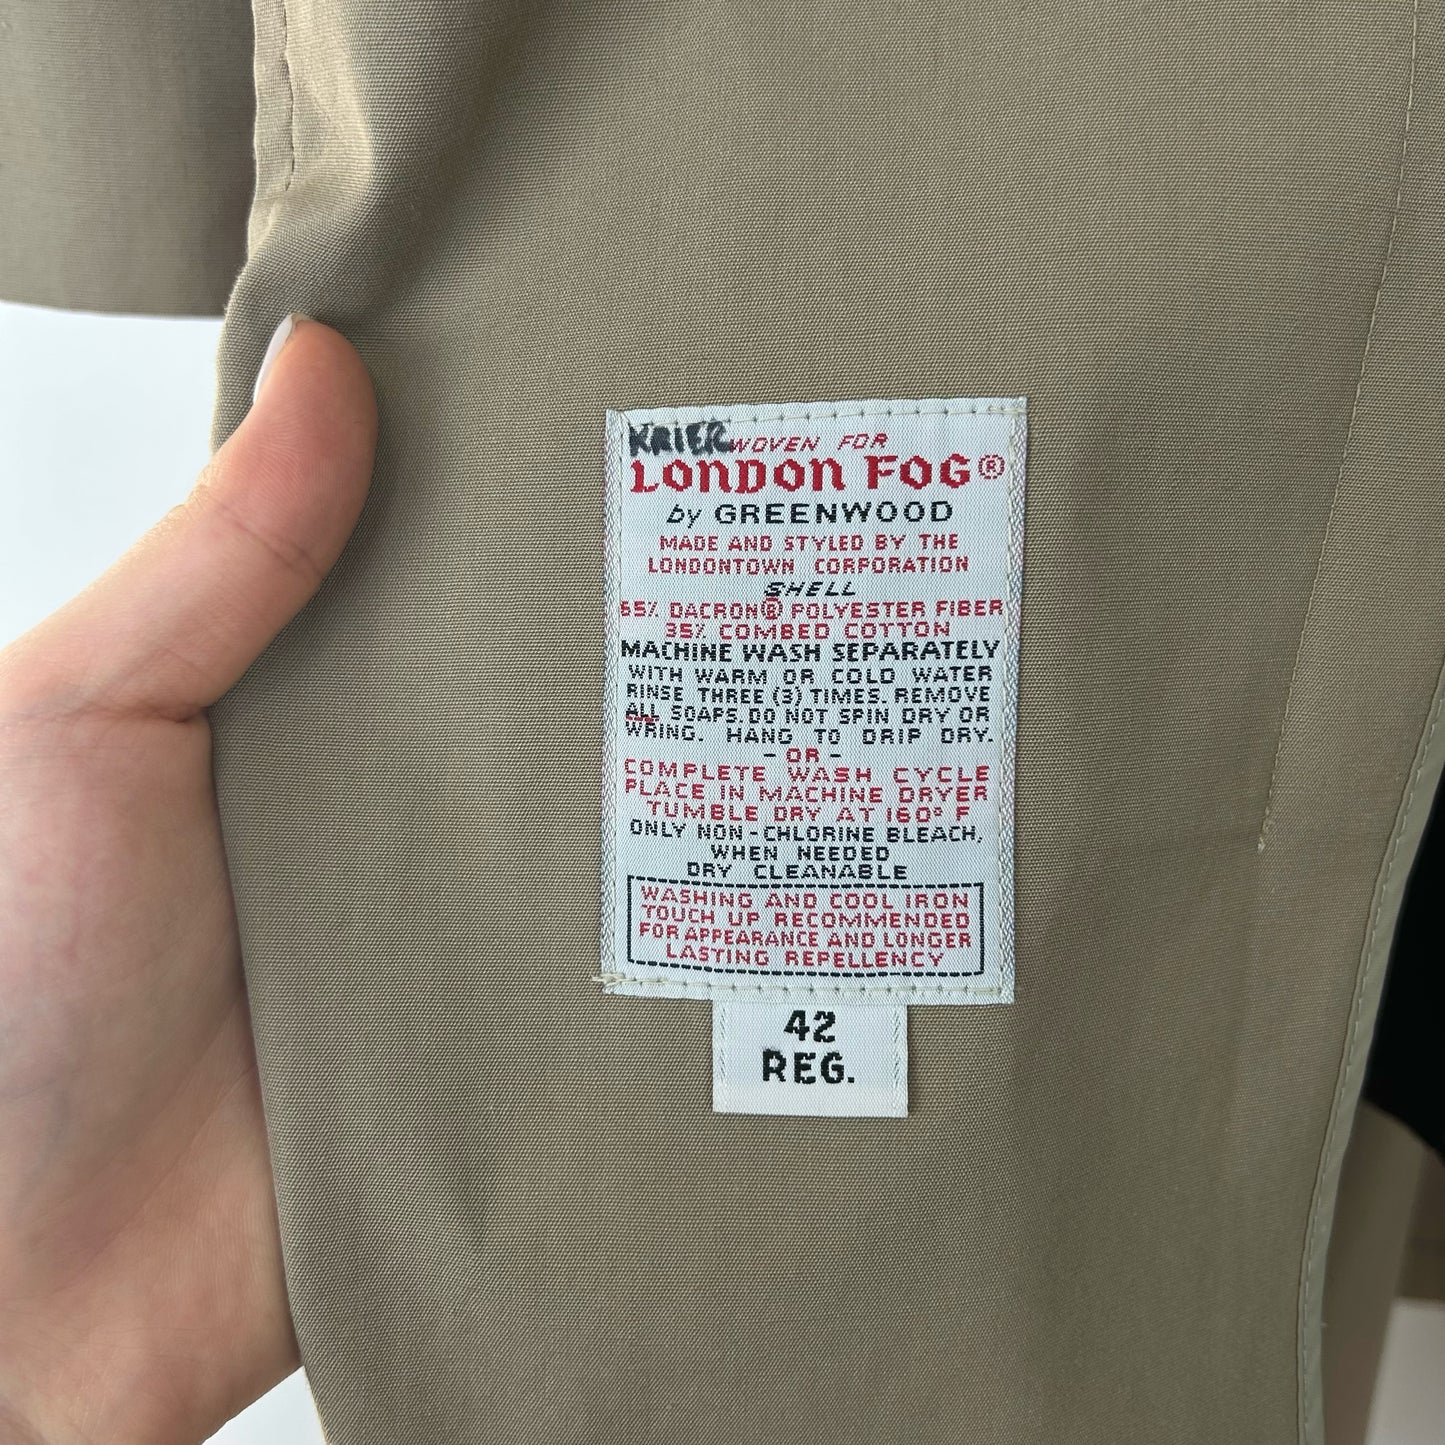 KRIER WOVEN FOR
LONDON FOG®
by GREENWOOD
MADE AND STYLED BY THE
LONDONTOWN CORPORATION
SHELL
65% DACRON® POLYESTER FIBER
35% COMBED COTTON
MACHINE WASH SEPARATELY
WITH WARM OR COLD WATER
RINSE THREE (3) TIMES. REMOVE
ALL SOAPS. DO NOT SPIN DRY OR
WRING. HANG TO DRIP DRY.
- OR -
COMPLETE WASH CYCLE
PLACE IN MACHINE DRYER
TUMBLE DRY AT 160° F
ONLY NON-CHLORINE BLEACH,
WHEN NEEDED
DRY CLEANABLE
WASHING AND COOL IRON
TOUCH UP RECOMMENDED
FOR APPEARANCE AND LONGER
LASTING REPELLENCY
42
REG.